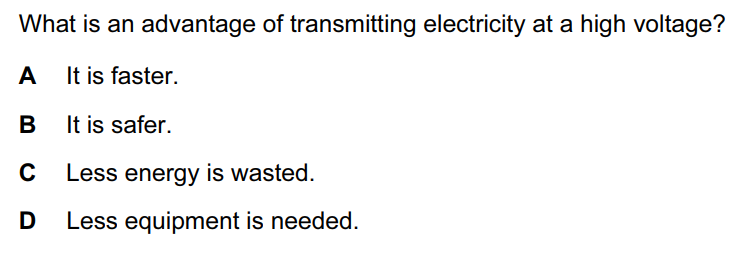 What is an advantage of transmitting electricity at a high voltage?
A It is faster.
B It is safer.
C Less energy is wasted.
D Less equipment is needed.